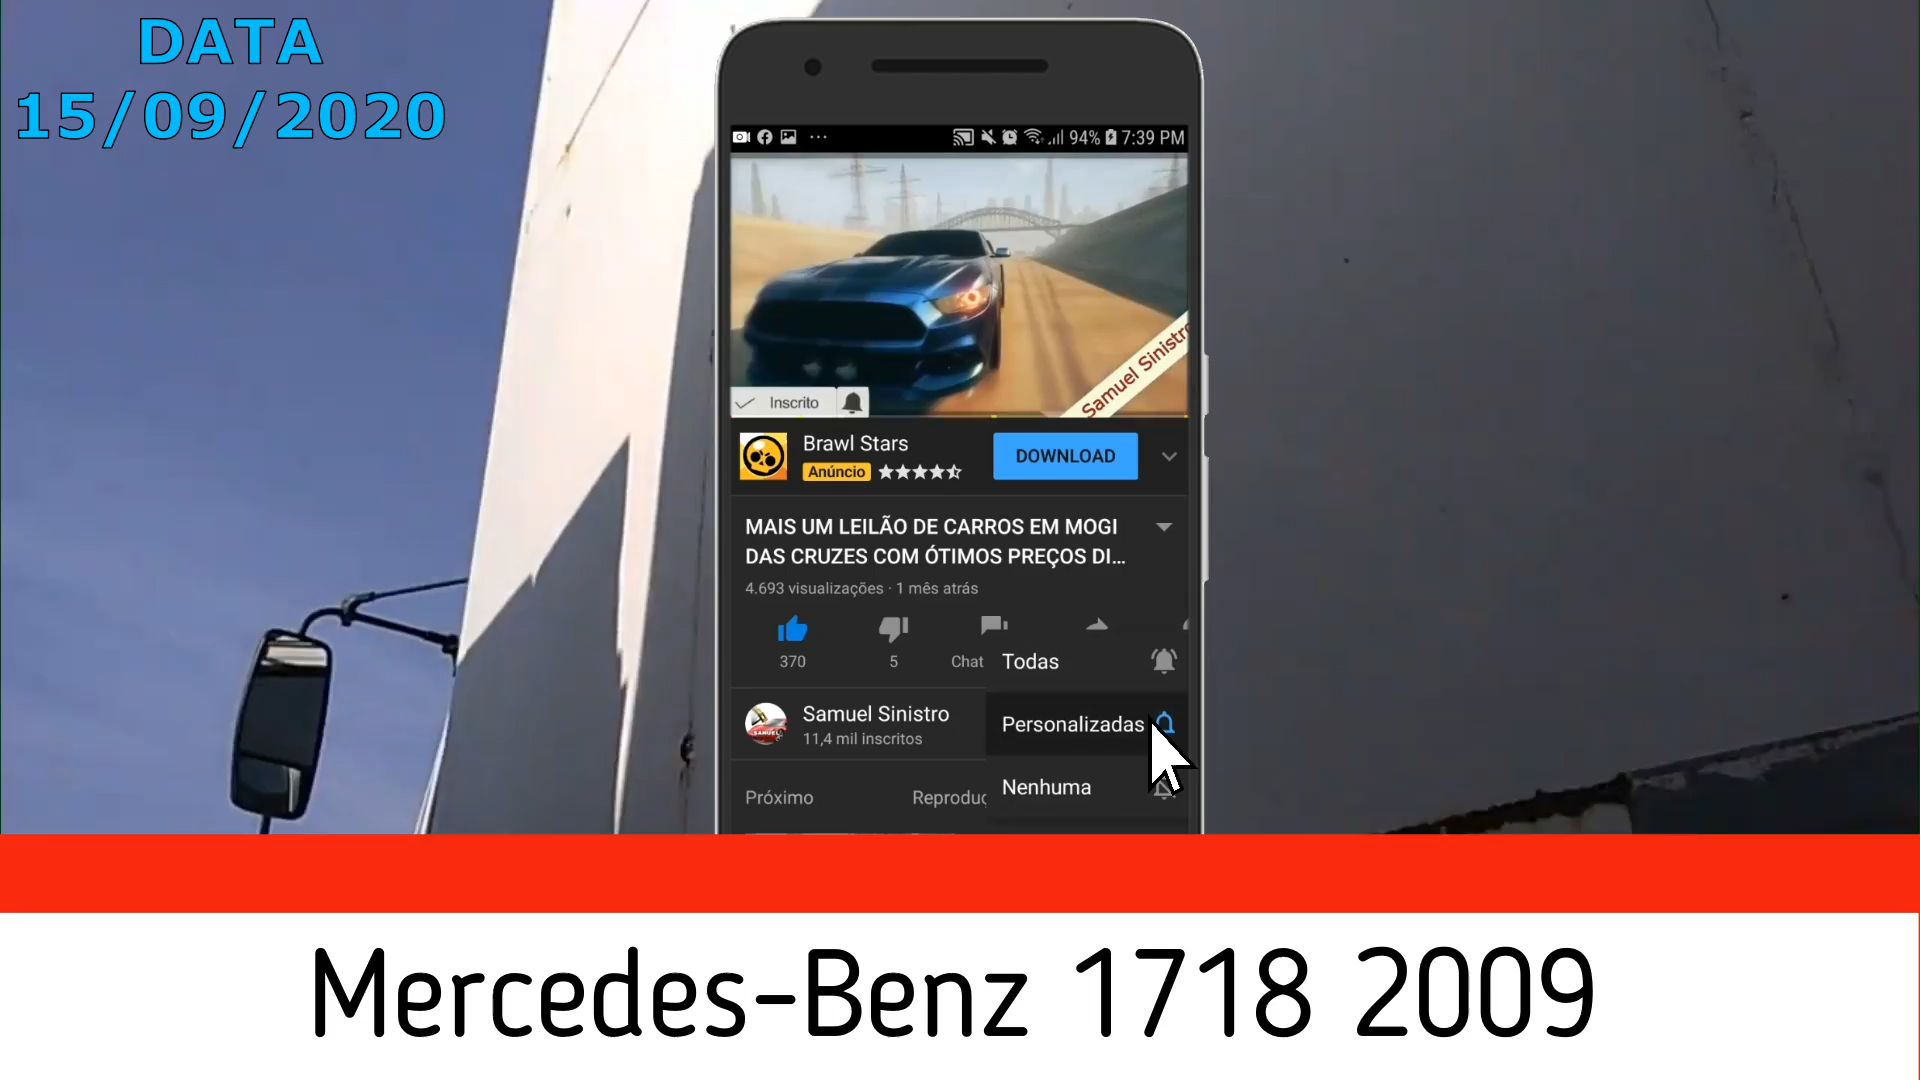 DATA
15/09/2020
94% 7:39 PM
Samuel Sinistro
Inscrito
Brawl Stars
Anúncio
DOWNLOAD
MAIS UM LEILÃO DE CARROS EM MOGI
DAS CRUZES COM ÓTIMOS PREÇOS DI...
4.693 visualizações · 1 mês atrás
370
5
Chat
Todas
Samuel Sinistro
11,4 mil inscritos
Personalizadas
Nenhuma
Próximo
Mercedes-Benz 1718 2009